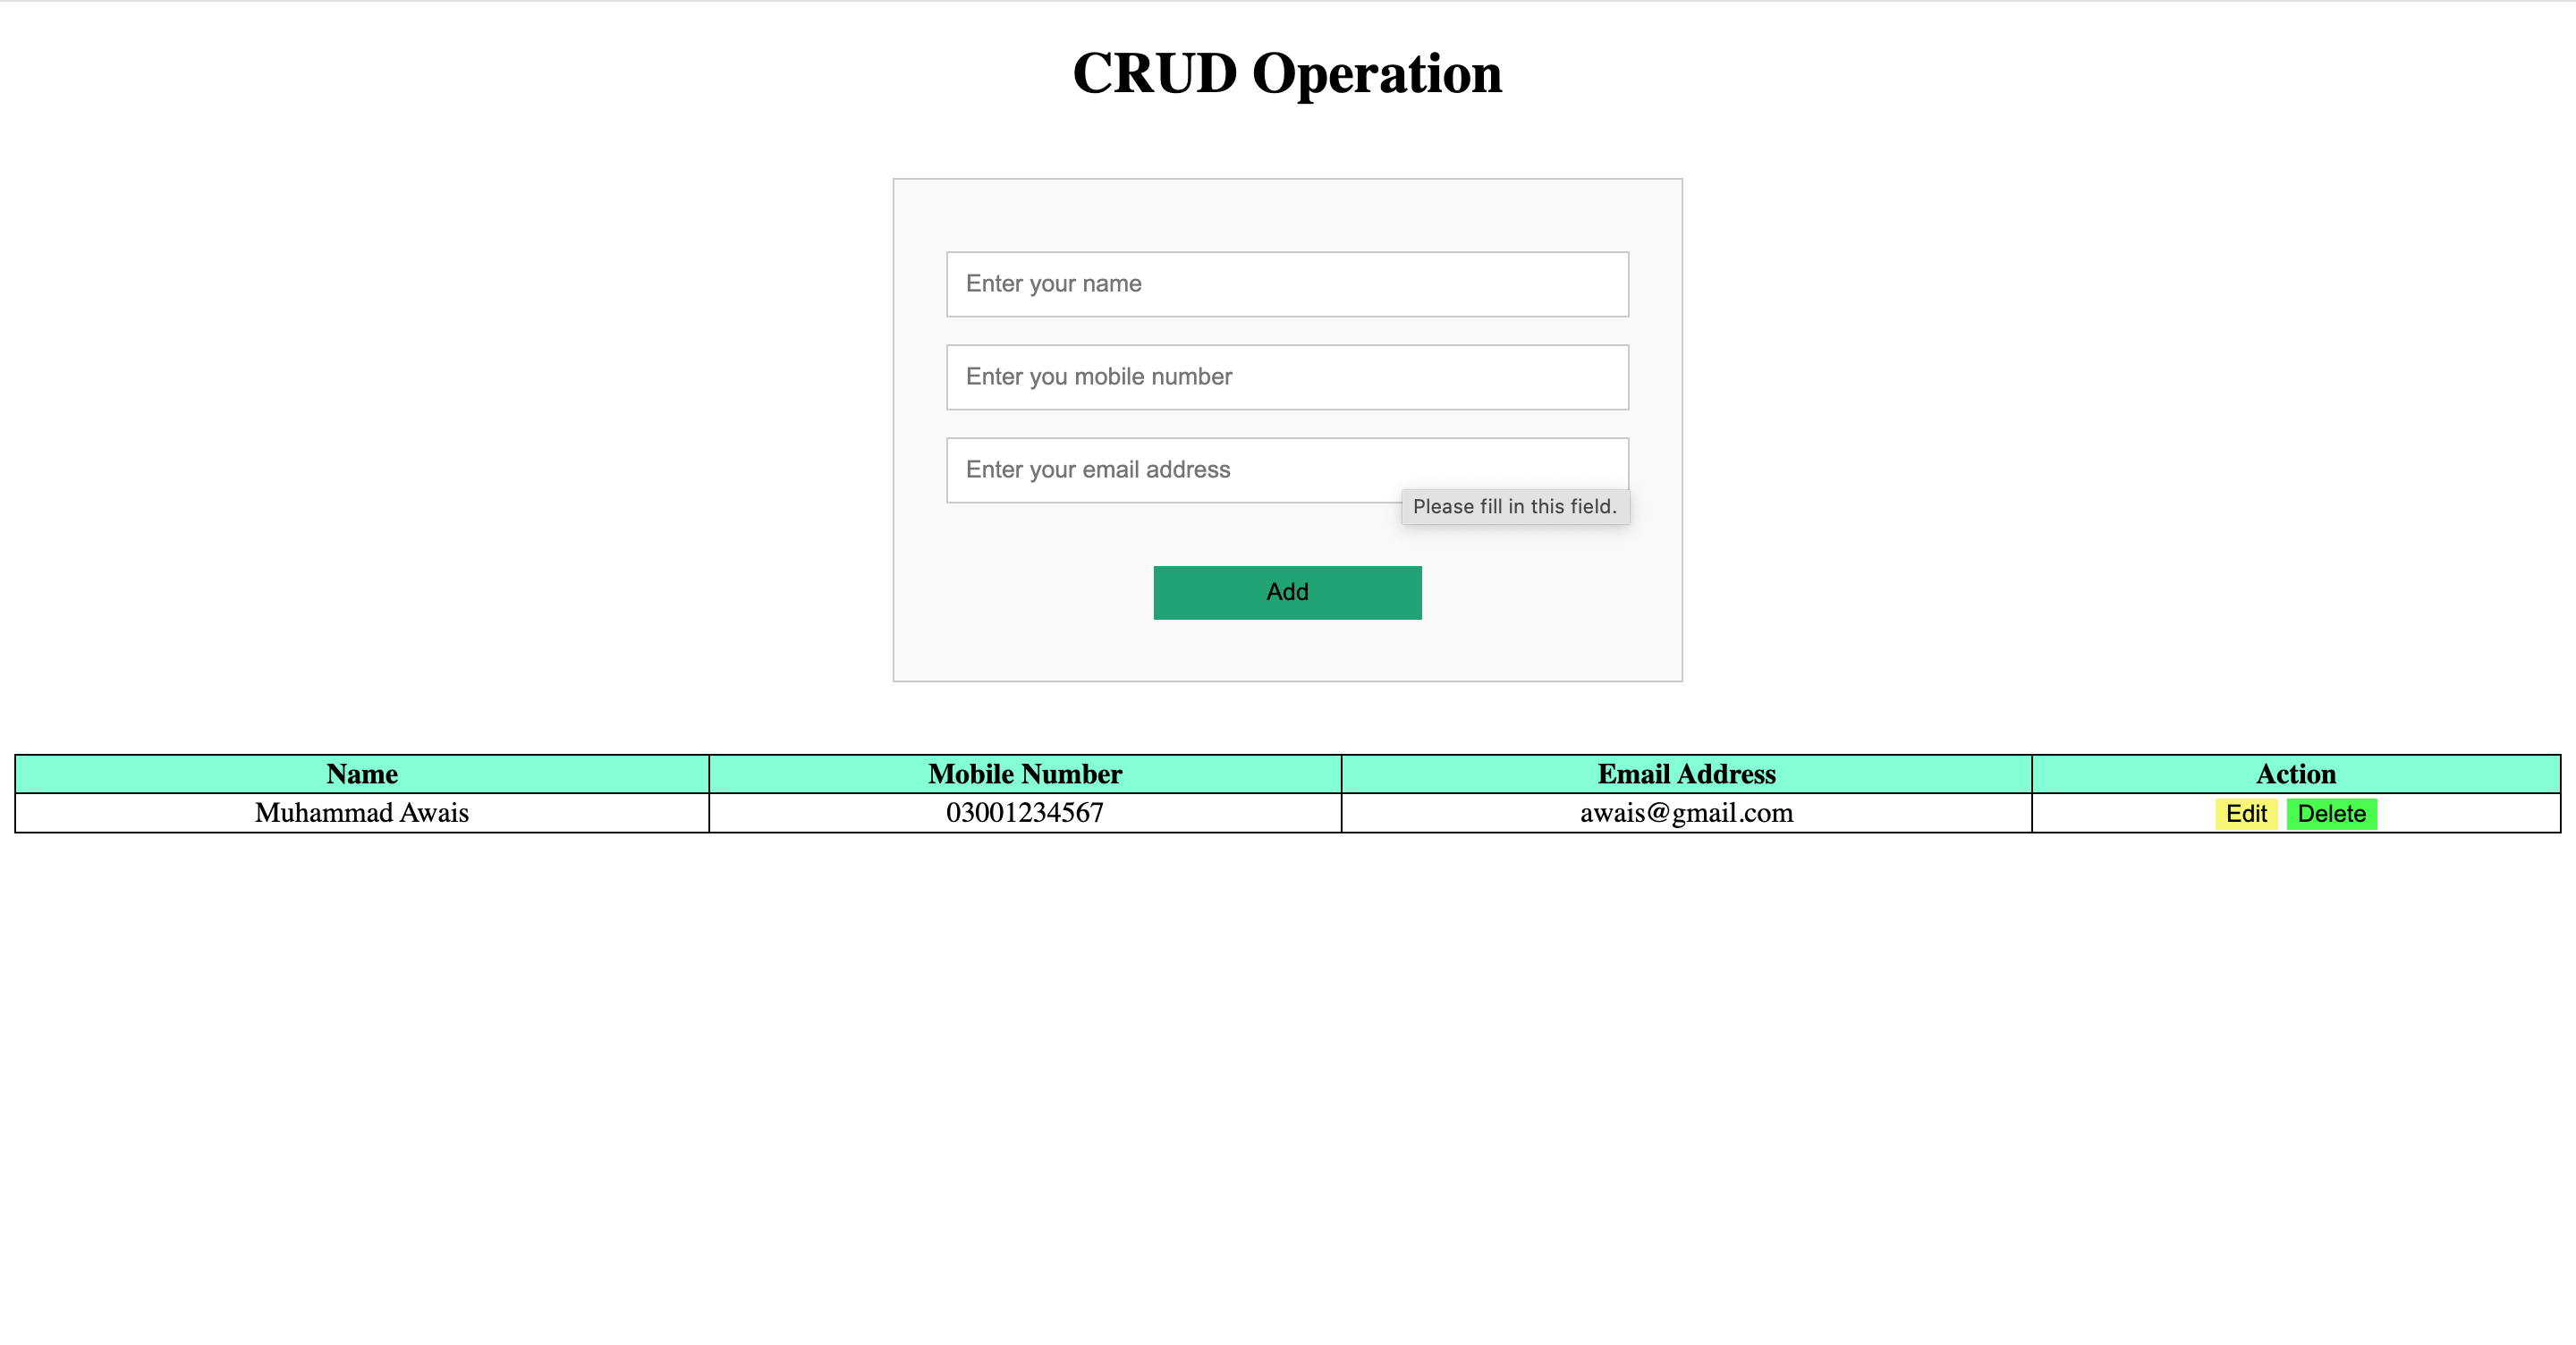 CRUD Operation
Enter your name
Enter you mobile number
Enter your email address
Please fill in this field.
Add
Name Mobile Number Email Address Action
Muhammad Awais 03001234567 awais@gmail.com Edit Delete